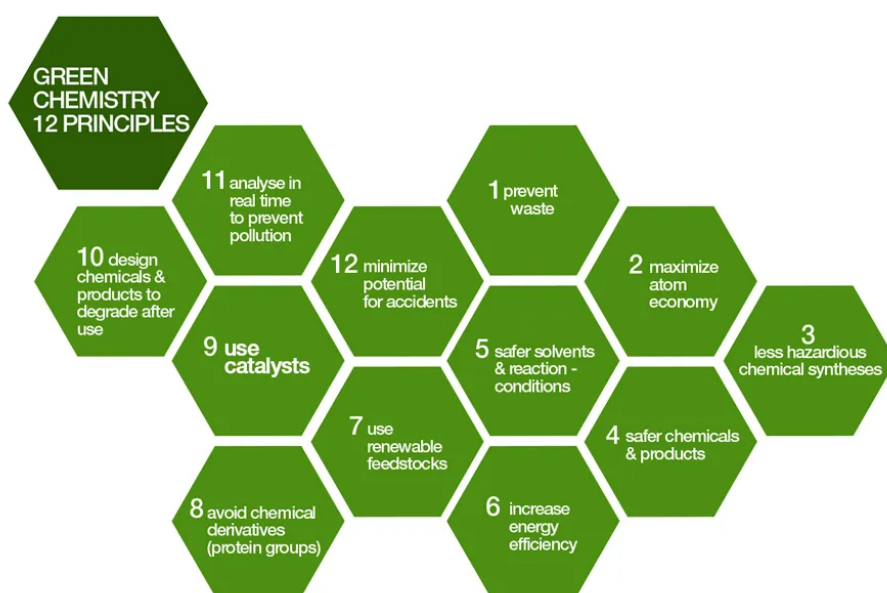 GREEN
CHEMISTRY
12 PRINCIPLES
11 analyse in
real time
to prevent
pollution
1 prevent
waste
10 design
chemicals &
products to
degrade after
use
12 minimize
potential
for accidents
2 maximize
atom
economy
9 use
catalysts
5 safer solvents
& reaction -
conditions
3
less hazardious
chemical syntheses
7 use
renewable
feedstocks
4 safer chemicals
& products
8 avoid chemical
derivatives
(protein groups)
6 increase
energy
efficiency